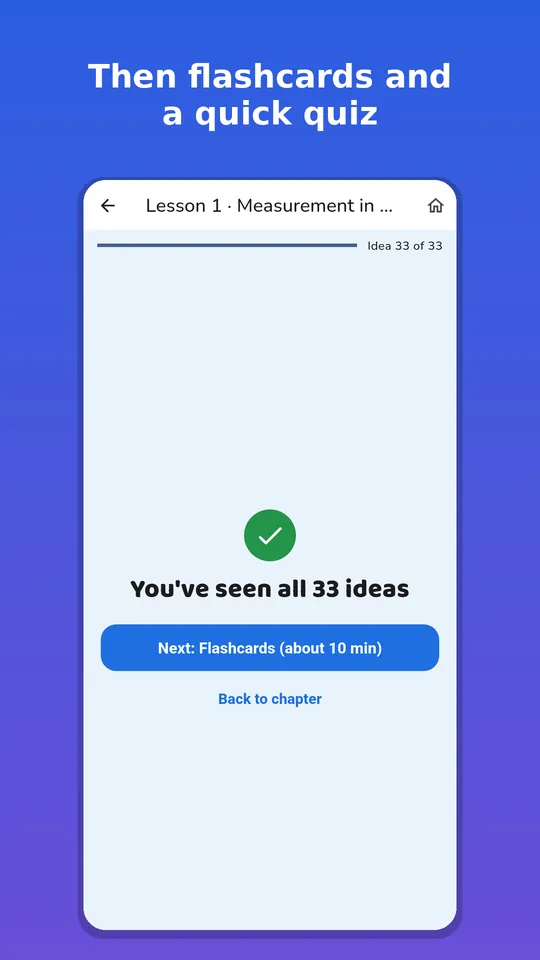 Then flashcards and
a quick quiz
Lesson 1 · Measurement in ...
Idea 33 of 33
You've seen all 33 ideas
Next: Flashcards (about 10 min)
Back to chapter